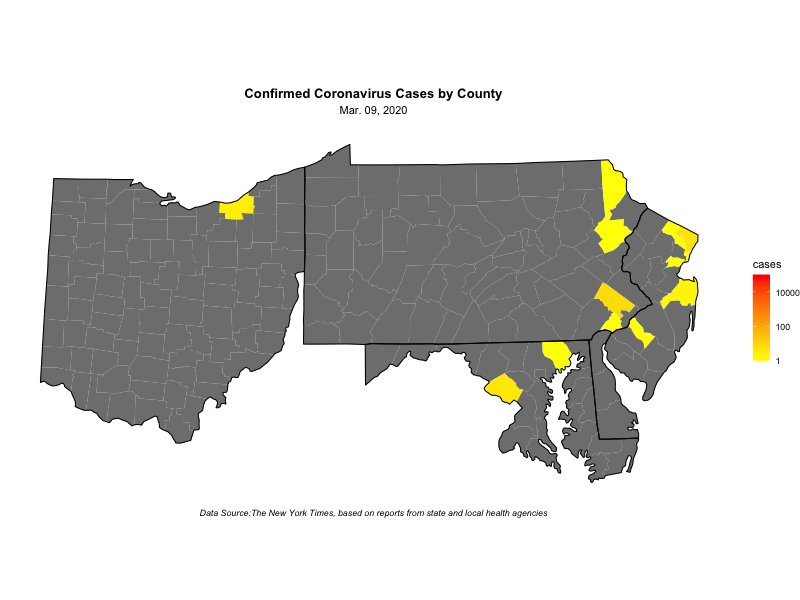 Confirmed Coronavirus Cases by County
Mar. 09, 2020
cases
10000
100
1
Data Source:The New York Times, based on reports from state and local health agencies